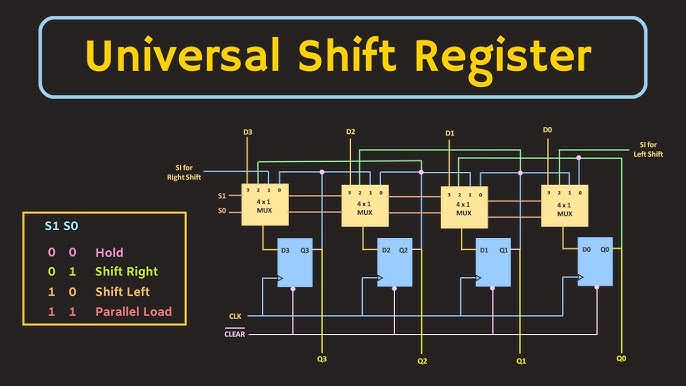 Universal Shift Register
D3 D2 D1 D0
SI for
Right Shift
SI for
Left Shift
3 2 1 0 3 2 1 0 3 2 1 0 3 2 1 0
4 x 1 4 x 1 4 x 1 4 x 1
MUX MUX MUX MUX
S1
S0
S1 S0
0 0 Hold
0 1 Shift Right
1 0 Shift Left
1 1 Parallel Load
D3 Q3 D2 Q2 D1 Q1 D0 Q0
CLK
CLEAR
Q3 Q2 Q1 Q0